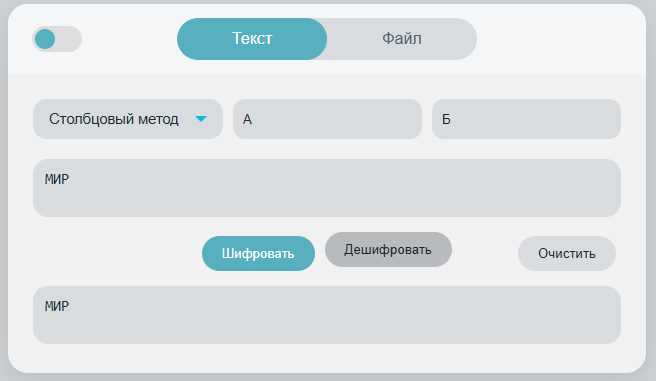 Текст Файл
Столбцовый метод А Б
МИР
Шифровать Дешифровать Очистить
МИР